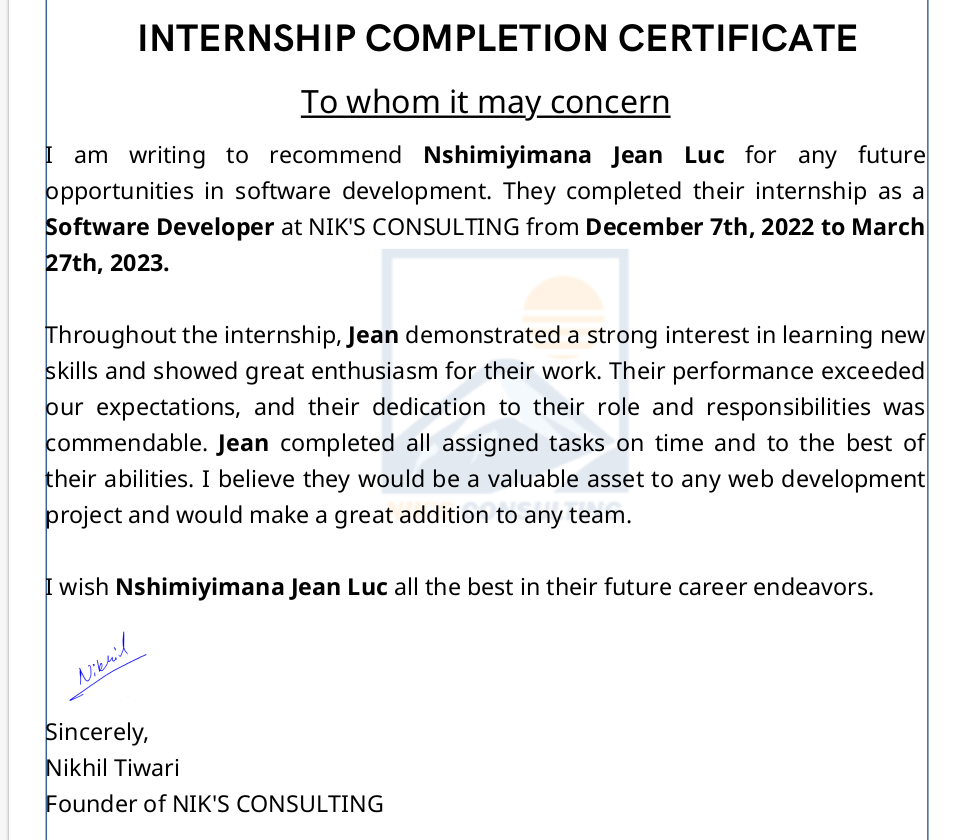 INTERNSHIP COMPLETION CERTIFICATE
To whom it may concern
I am writing to recommend Nshimiyimana Jean Luc for any future
opportunities in software development. They completed their internship as a
Software Developer at NIK'S CONSULTING from December 7th, 2022 to March
27th, 2023.
Throughout the internship, Jean demonstrated a strong interest in learning new
skills and showed great enthusiasm for their work. Their performance exceeded
our expectations, and their dedication to their role and responsibilities was
commendable. Jean completed all assigned tasks on time and to the best of
their abilities. I believe they would be a valuable asset to any web development
project and would make a great addition to any team.
I wish Nshimiyimana Jean Luc all the best in their future career endeavors.
Nikhil
Sincerely,
Nikhil Tiwari
Founder of NIK'S CONSULTING